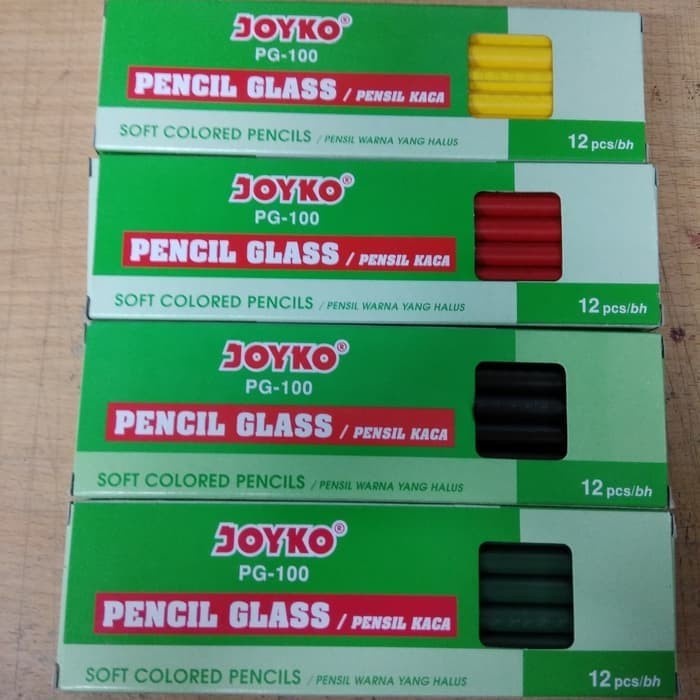 JOYKO®
PG-100
PENCIL GLASS / PENSIL KACA
SOFT COLORED PENCILS / PENSIL WARNA YANG HALUS
12 pcs/bh
JOYKO®
PG-100
PENCIL GLASS / PENSIL KACA
SOFT COLORED PENCILS / PENSIL WARNA YANG HALUS
12 pcs/bh
JOYKO®
PG-100
PENCIL GLASS / PENSIL KACA
SOFT COLORED PENCILS / PENSIL WARNA YANG HALUS
12 pcs/bh
JOYKO®
PG-100
PENCIL GLASS / PENSIL KACA
SOFT COLORED PENCILS / PENSIL WARNA YANG HALUS
12 pcs/bh